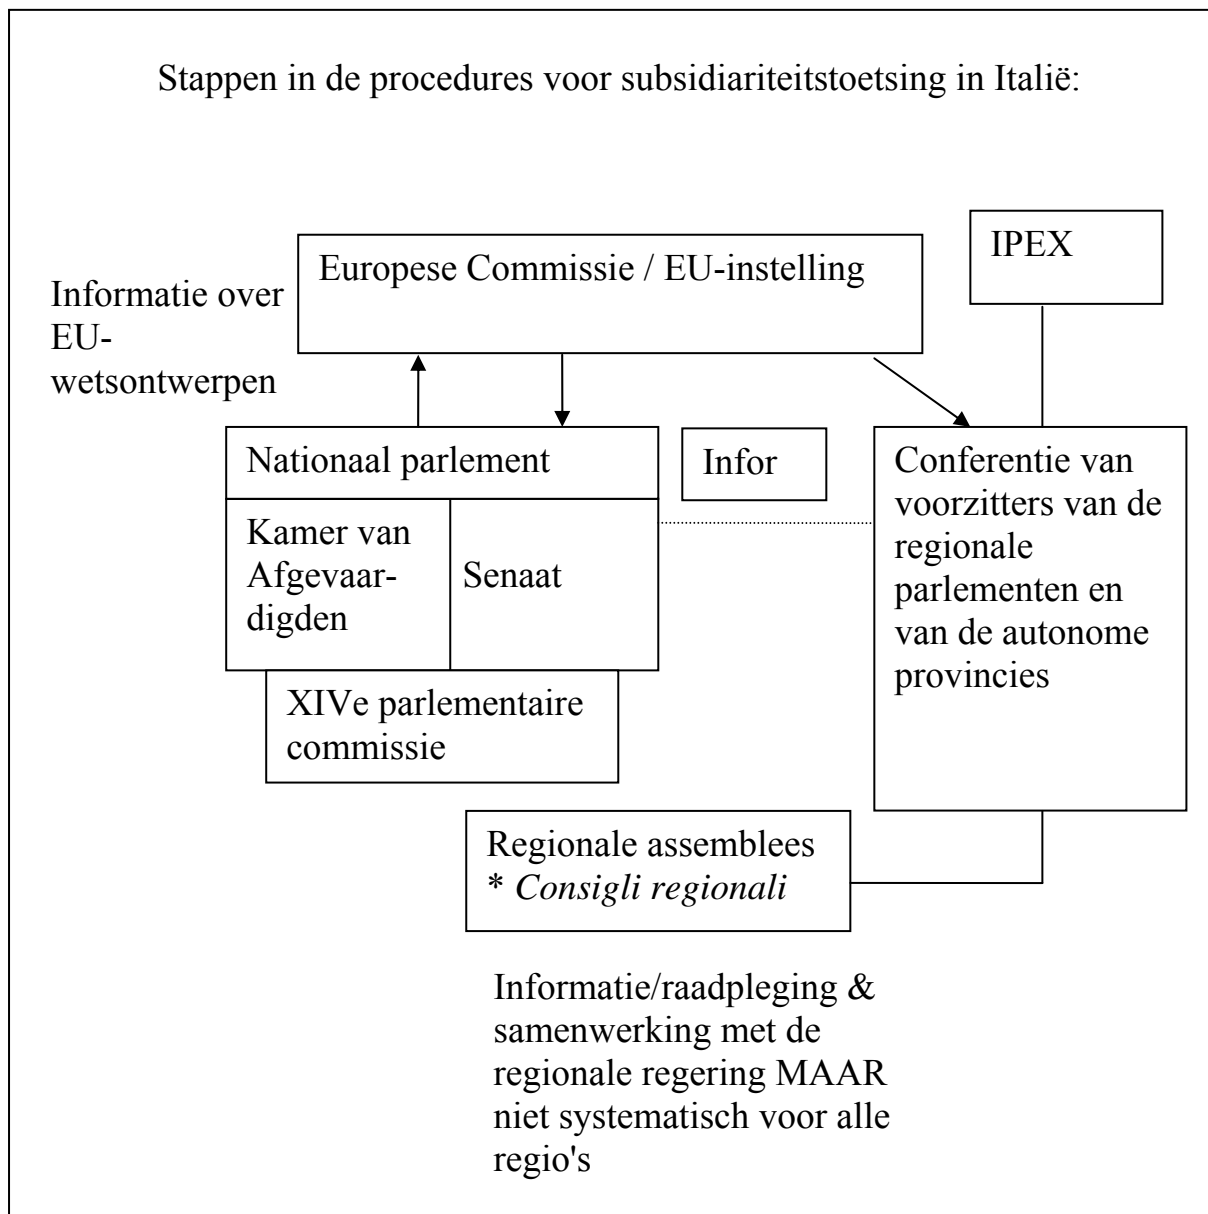 Stappen in de procedures voor subsidiariteitstoetsing in Italië:
IPEX
Europese Commissie / EU-instelling
Informatie over
EU-
wetsontwerpen
Nationaal parlement
Infor
Conferentie van
voorzitters van de
regionale
parlementen en
van de autonome
provincies
Kamer van
Afgevaar-
digden
Senaat
XIVe parlementaire
commissie
Regionale assemblees
* Consigli regionali
Informatie/raadpleging &
samenwerking met de
regionale regering MAAR
niet systematisch voor alle
regio's